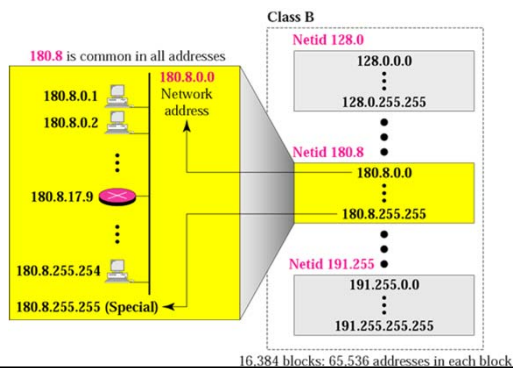 Class B
Netid 128.0
128.0.0.0
128.0.255.255
Netid 180.8
180.8.0.0
180.8.255.255
Netid 191.255
191.255.0.0
191.255.255.255
16,384 blocks: 65,536 addresses in each block
180.8 is common in all addresses
180.8.0.0
Network
address
180.8.0.1
180.8.0.2
180.8.17.9
180.8.255.254
180.8.255.255 (Special)